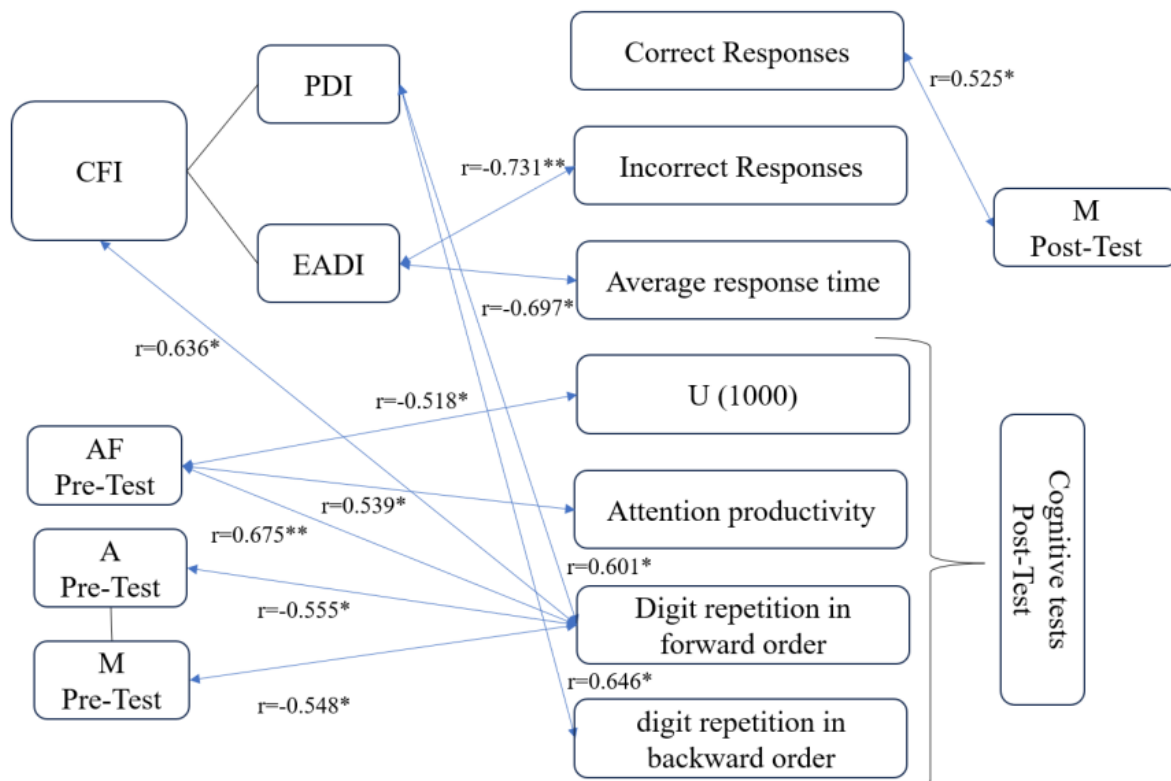 Correct Responses
r=0.525*
PDI
CFI
r=-0.731**
Incorrect Responses
M
Post-Test
EADI
Average response time
r=-0.697*
r=0.636*
r=-0.518*
U (1000)
AF
Pre-Test
r=0.539*
Attention productivity
r=0.675**
A
Pre-Test
r=0.601*
r=-0.555*
Digit repetition in
forward order
M
Pre-Test
r=-0.548*
r=0.646*
digit repetition in
backward order
Cognitive tests
Post-Test